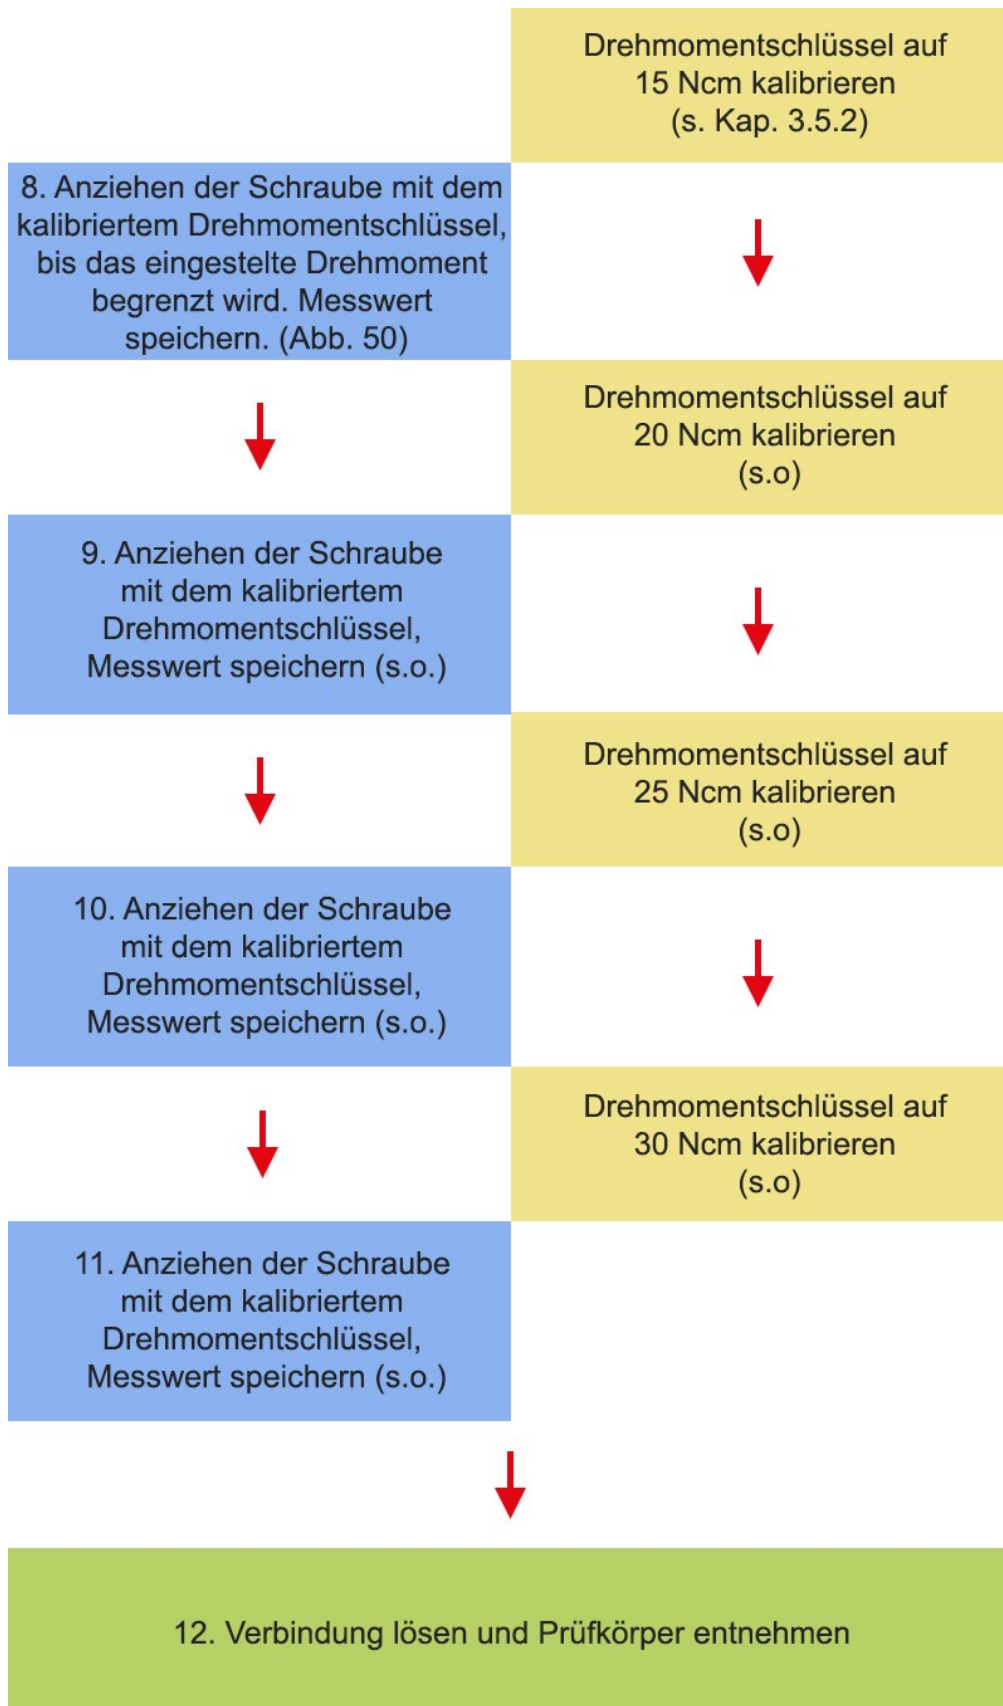 Drehmomentschlüssel auf
15 Ncm kalibrieren
(s. Kap. 3.5.2)
8. Anziehen der Schraube mit dem
kalibriertem Drehmomentschlüssel,
bis das eingestelte Drehmoment
begrenzt wird. Messwert
speichern. (Abb. 50)
Drehmomentschlüssel auf
20 Ncm kalibrieren
(s.o)
9. Anziehen der Schraube
mit dem kalibriertem
Drehmomentschlüssel,
Messwert speichern (s.o.)
Drehmomentschlüssel auf
25 Ncm kalibrieren
(s.o)
10. Anziehen der Schraube
mit dem kalibriertem
Drehmomentschlüssel,
Messwert speichern (s.o.)
Drehmomentschlüssel auf
30 Ncm kalibrieren
(s.o)
11. Anziehen der Schraube
mit dem kalibriertem
Drehmomentschlüssel,
Messwert speichern (s.o.)
12. Verbindung lösen und Prüfkörper entnehmen